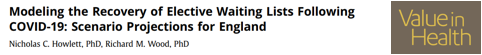 Modeling the Recovery of Elective Waiting Lists Following
COVID-19: Scenario Projections for England
Nicholas C. Howlett, PhD, Richard M. Wood, PhD
Value in
Health